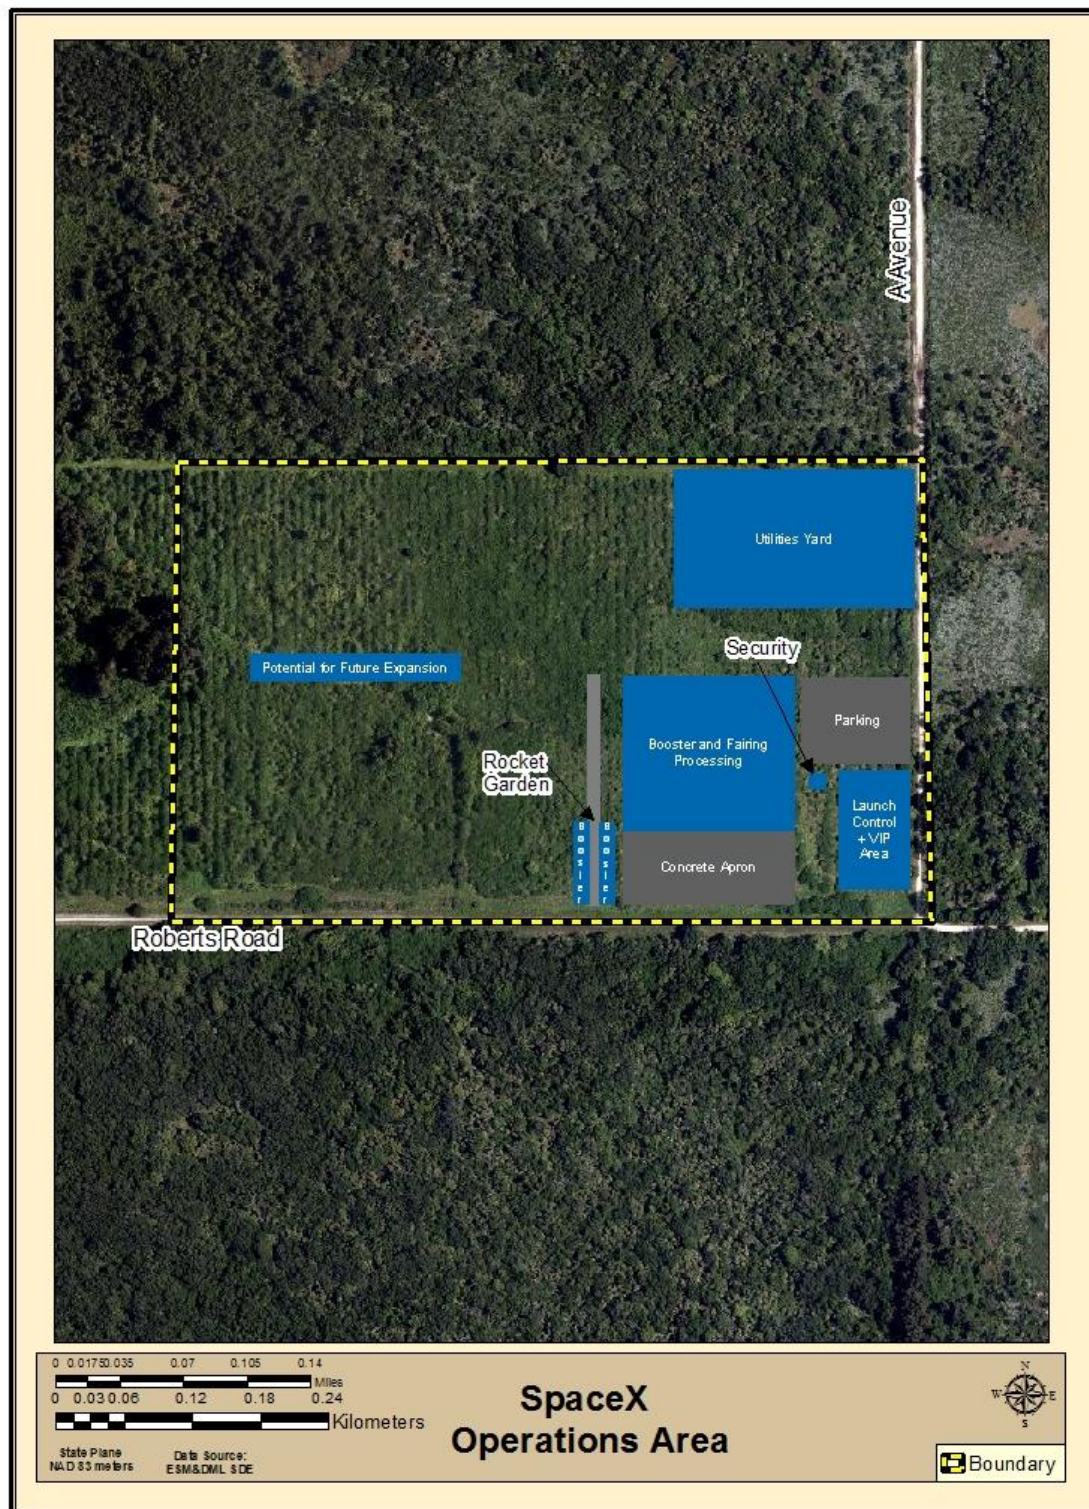 A Avenue
Utilities Yard
Security
Potential for Future Expansion
Parking
Booster and Fairing
Processing
Rocket
Garden
Launch
Control
+ VIP
Area
Booster
Booster
Concrete Apron
Roberts Road
0 0.0175 0.035 0.07 0.105 0.14
Miles
0 0.03 0.06 0.12 0.18 0.24
Kilometers
State Plane
NAD 83 meters
Data Source:
ESM&DML SDE
SpaceX
Operations Area
N
W
E
S
Boundary